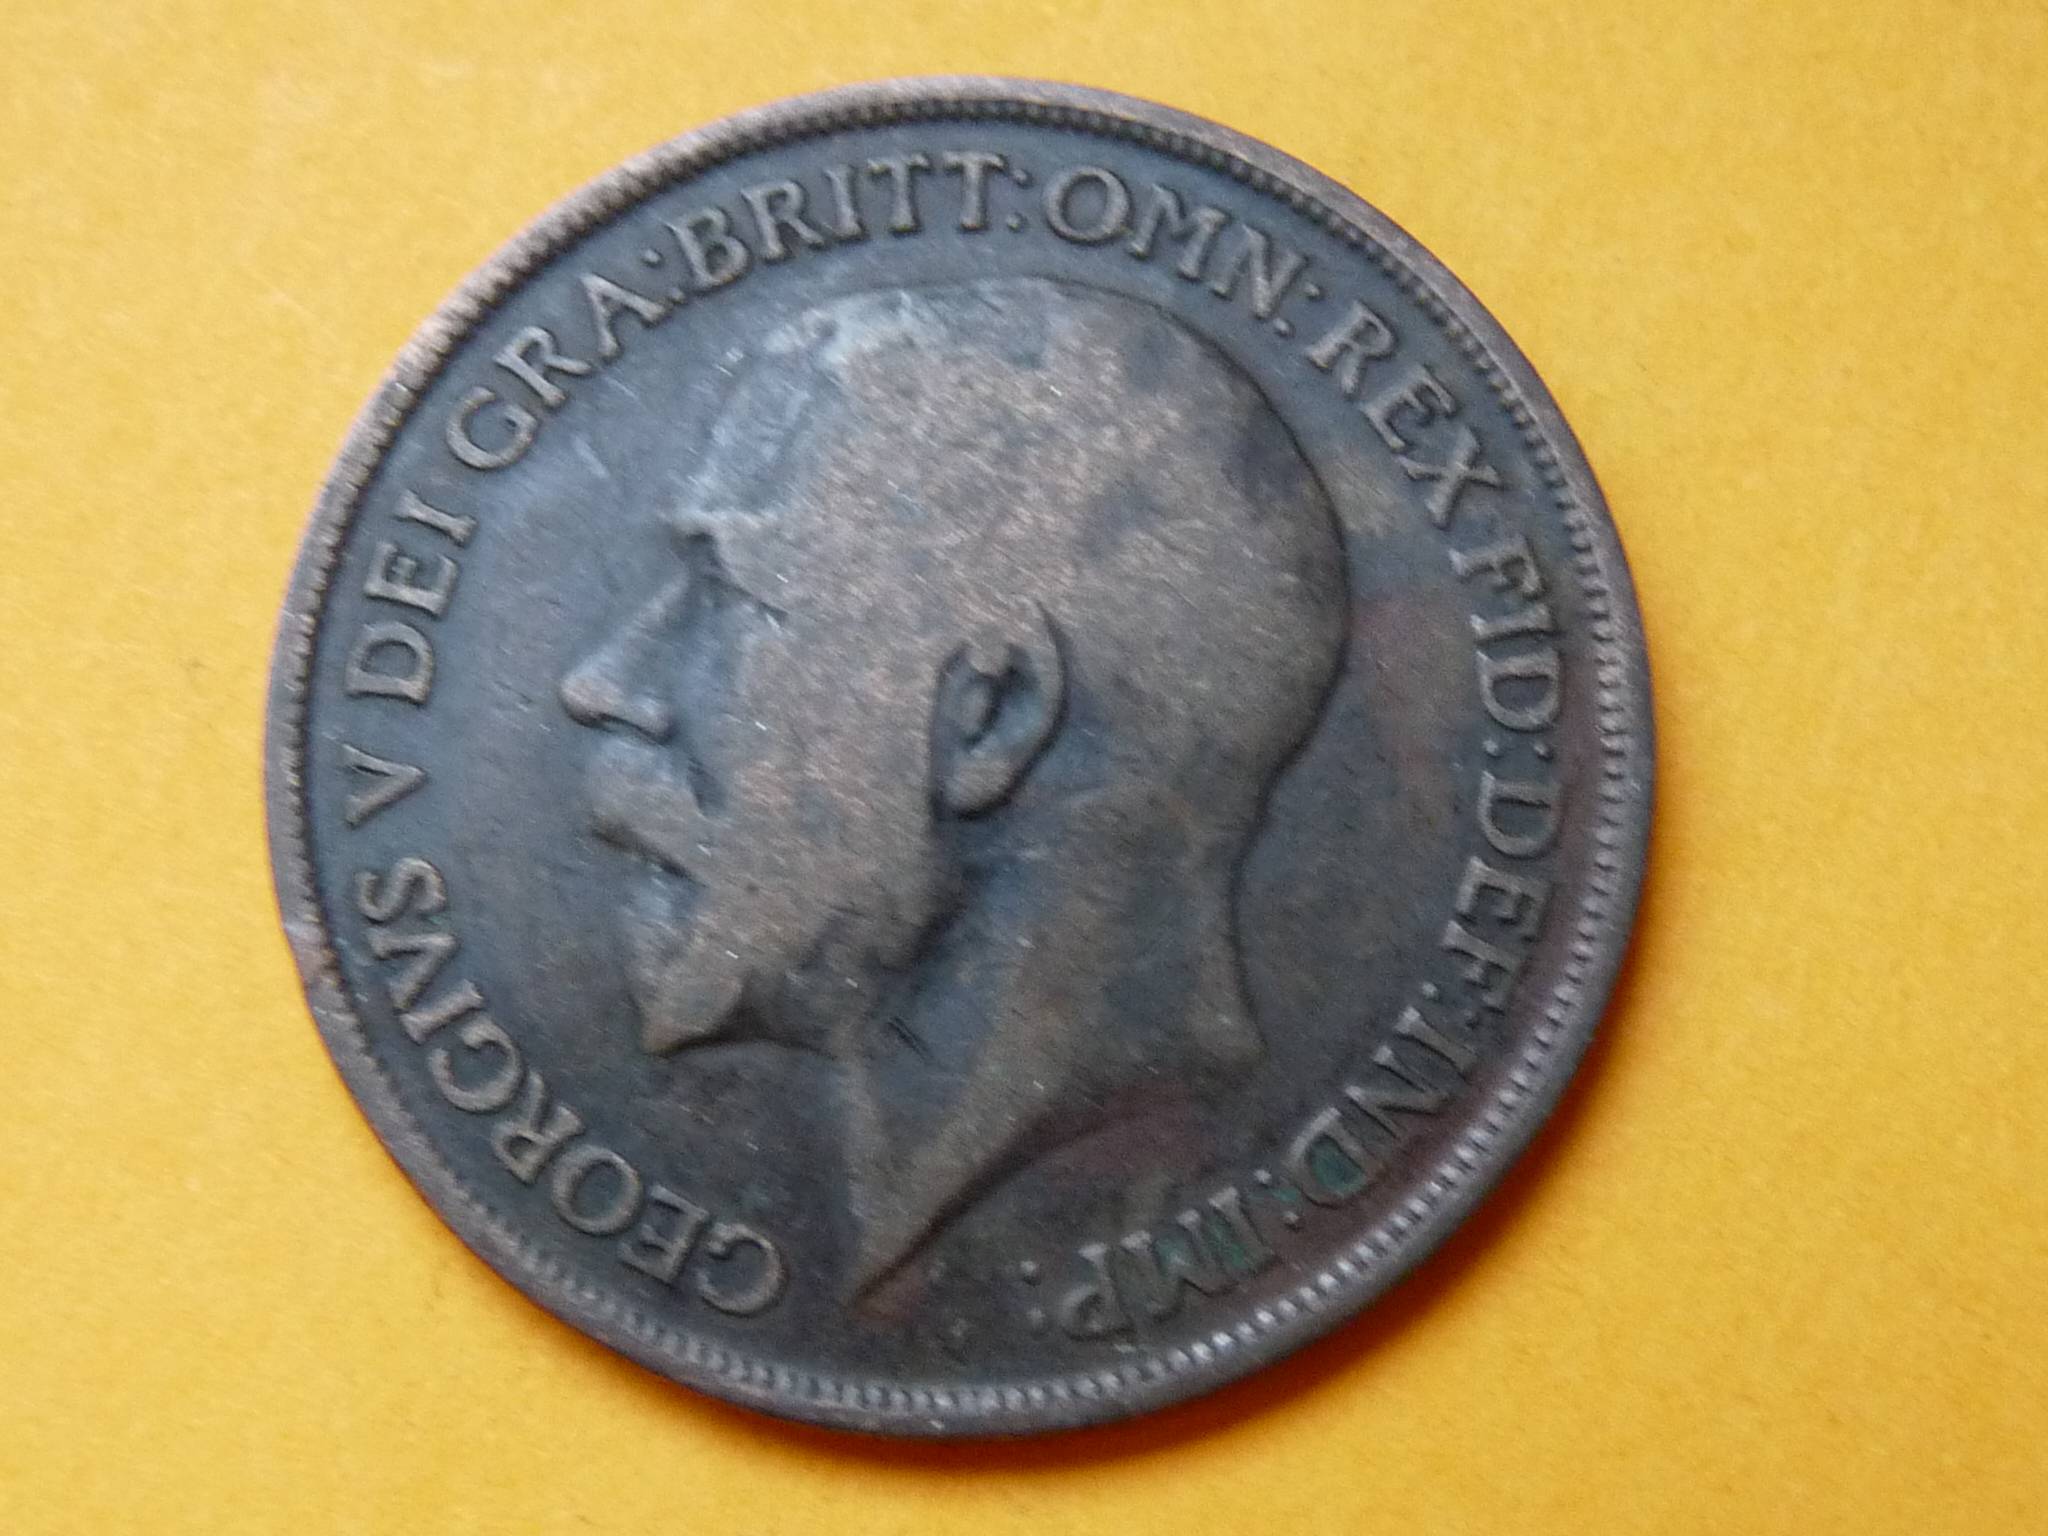 GEORGIVS V DEI GRA:BRITT:OMN:REX FID:DEF:IND:IMP: